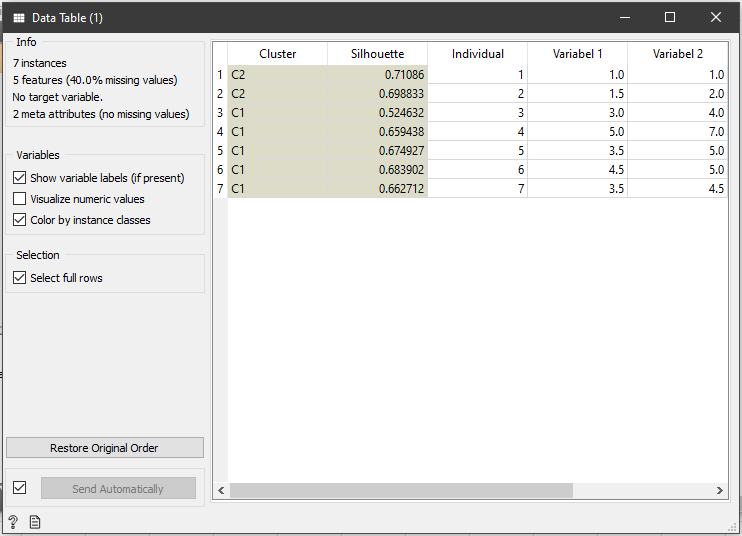 Data Table (1)
Info
7 instances
5 features (40.0% missing values)
No target variable.
2 meta attributes (no missing values)
Variables
Show variable labels (if present)
Visualize numeric values
Color by instance classes
Selection
Select full rows
Restore Original Order
Send Automatically
?
Cluster Silhouette Individual Variabel 1 Variabel 2
1 C2 0.71086 1 1.0 1.0
2 C2 0.698833 2 1.5 2.0
3 C1 0.524632 3 3.0 4.0
4 C1 0.659438 4 5.0 7.0
5 C1 0.674927 5 3.5 5.0
6 C1 0.683902 6 4.5 5.0
7 C1 0.662712 7 3.5 4.5